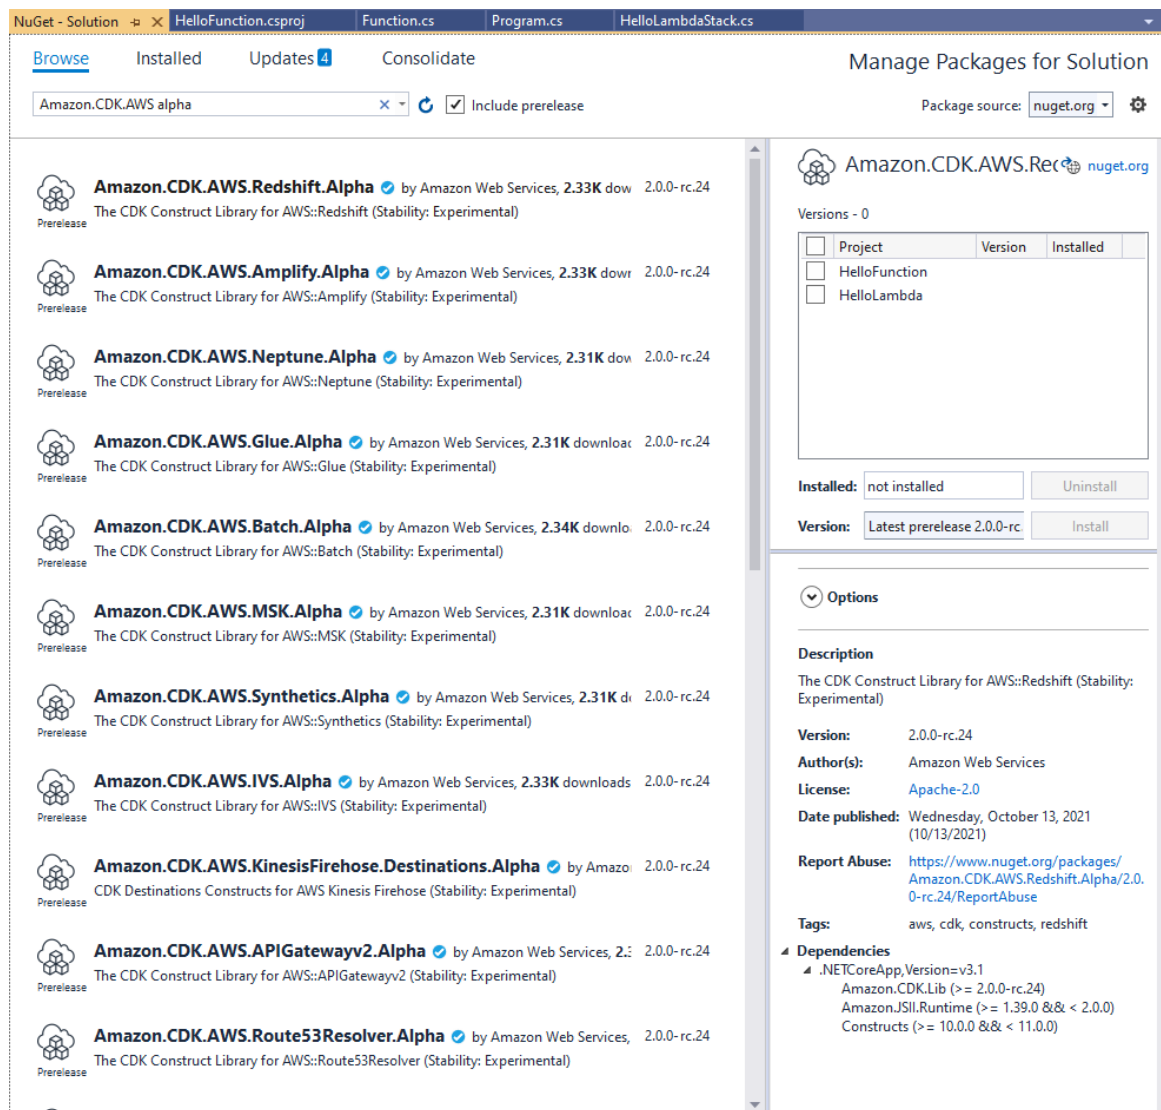 NuGet - Solution
HelloFunction.csproj
Function.cs
Program.cs
HelloLambdaStack.cs
Browse
Installed
Updates 4
Consolidate
Manage Packages for Solution
Amazon.CDK.AWS alpha
Include prerelease
Package source: nuget.org
Amazon.CDK.AWS.Redshift.Alpha by Amazon Web Services, 2.33K dow 2.0.0-rc.24
The CDK Construct Library for AWS::Redshift (Stability: Experimental)
Prerelease
Amazon.CDK.AWS.Amplify.Alpha by Amazon Web Services, 2.33K dowr 2.0.0-rc.24
The CDK Construct Library for AWS::Amplify (Stability: Experimental)
Prerelease
Amazon.CDK.AWS.Neptune.Alpha by Amazon Web Services, 2.31K dow 2.0.0-rc.24
The CDK Construct Library for AWS::Neptune (Stability: Experimental)
Prerelease
Amazon.CDK.AWS.Glue.Alpha by Amazon Web Services, 2.31K downloac 2.0.0-rc.24
The CDK Construct Library for AWS::Glue (Stability: Experimental)
Prerelease
Amazon.CDK.AWS.Batch.Alpha by Amazon Web Services, 2.34K downlo 2.0.0-rc.24
The CDK Construct Library for AWS::Batch (Stability: Experimental)
Prerelease
Amazon.CDK.AWS.MSK.Alpha by Amazon Web Services, 2.31K downloac 2.0.0-rc.24
The CDK Construct Library for AWS::MSK (Stability: Experimental)
Prerelease
Amazon.CDK.AWS.Synthetics.Alpha by Amazon Web Services, 2.31K d 2.0.0-rc.24
The CDK Construct Library for AWS::Synthetics (Stability: Experimental)
Prerelease
Amazon.CDK.AWS.IVS.Alpha by Amazon Web Services, 2.33K downloads 2.0.0-rc.24
The CDK Construct Library for AWS::IVS (Stability: Experimental)
Prerelease
Amazon.CDK.AWS.KinesisFirehose.Destinations.Alpha by Amazo 2.0.0-rc.24
CDK Destinations Constructs for AWS Kinesis Firehose (Stability: Experimental)
Prerelease
Amazon.CDK.AWS.APIGatewayv2.Alpha by Amazon Web Services, 2.3 2.0.0-rc.24
The CDK Construct Library for AWS::APIGatewayv2 (Stability: Experimental)
Prerelease
Amazon.CDK.AWS.Route53Resolver.Alpha by Amazon Web Services, 2.0.0-rc.24
The CDK Construct Library for AWS::Route53Resolver (Stability: Experimental)
Prerelease
Amazon.CDK.AWS.Rec nuget.org
Versions - 0
Project Version Installed
HelloFunction
HelloLambda
Installed: not installed Uninstall
Version: Latest prerelease 2.0.0-rc. Install
Options
Description
The CDK Construct Library for AWS::Redshift (Stability:
Experimental)
Version: 2.0.0-rc.24
Author(s): Amazon Web Services
License: Apache-2.0
Date published: Wednesday, October 13, 2021
(10/13/2021)
Report Abuse: https://www.nuget.org/packages/
Amazon.CDK.AWS.Redshift.Alpha/2.0.
0-rc.24/ReportAbuse
Tags: aws, cdk, constructs, redshift
Dependencies
.NETCoreApp,Version=v3.1
Amazon.CDK.Lib (>= 2.0.0-rc.24)
Amazon.JSII.Runtime (>= 1.39.0 && < 2.0.0)
Constructs (>= 10.0.0 && < 11.0.0)